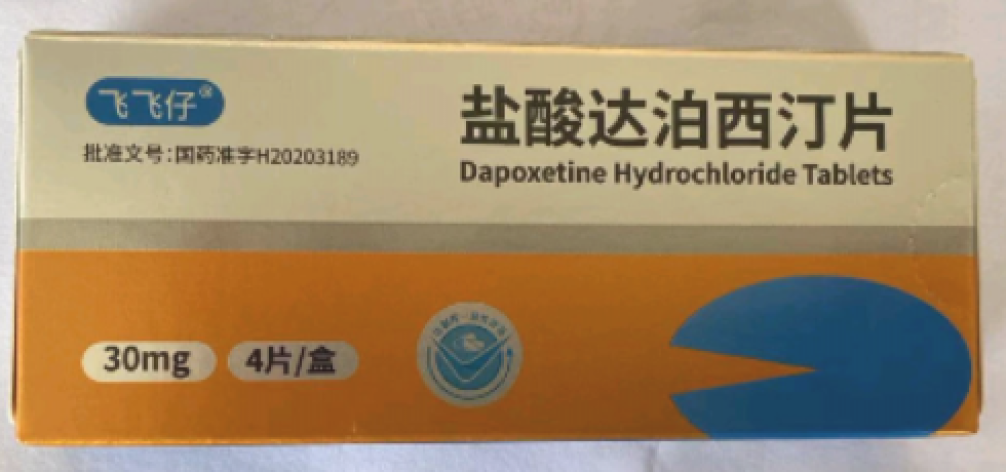 飞飞仔®
批准文号:国药准字H20203189
盐酸达泊西汀片
Dapoxetine Hydrochloride Tablets
30mg
4片/盒